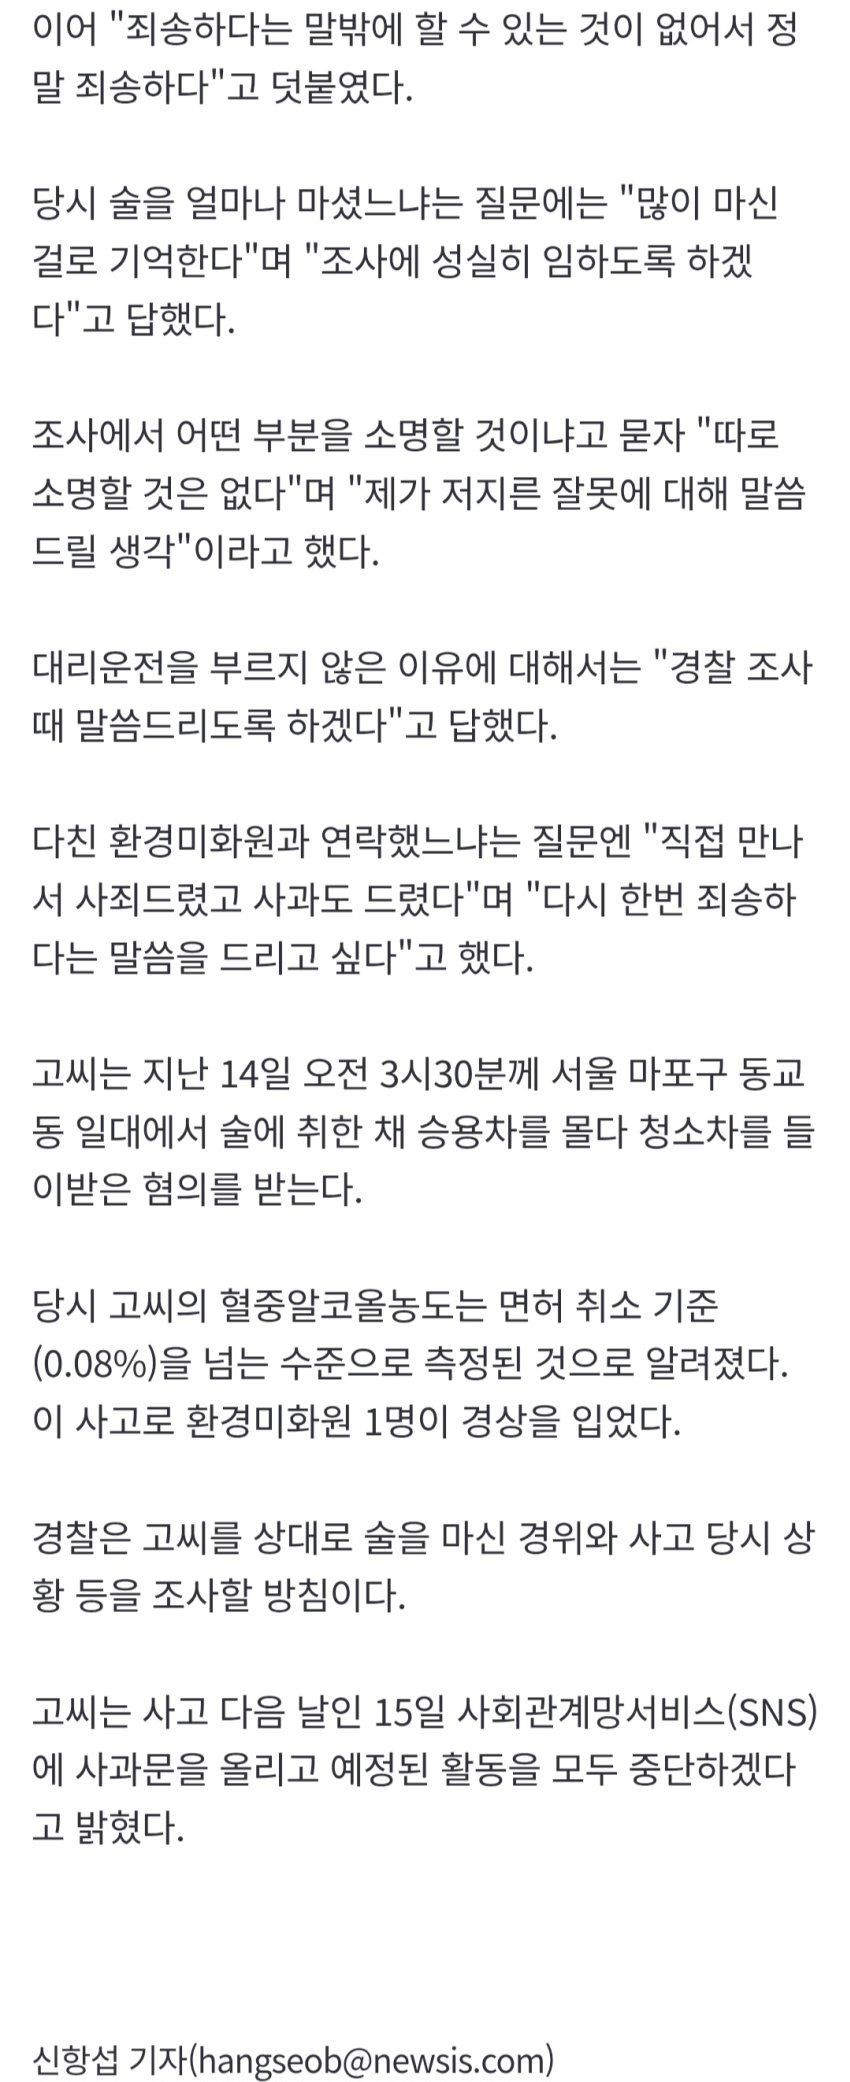 이어 "죄송하다는 말밖에 할 수 있는 것이 없어서 정
말 죄송하다"고 덧붙였다.
당시 술을 얼마나 마셨느냐는 질문에는 "많이 마신
걸로 기억한다"며 "조사에 성실히 임하도록 하겠
다"고 답했다.
조사에서 어떤 부분을 소명할 것이냐고 묻자 "따로
소명할 것은 없다"며 "제가 저지른 잘못에 대해 말씀
드릴 생각"이라고 했다.
대리운전을 부르지 않은 이유에 대해서는 "경찰 조사
때 말씀드리도록 하겠다"고 답했다.
다친 환경미화원과 연락했느냐는 질문엔 "직접 만나
서 사죄드렸고 사과도 드렸다"며 "다시 한번 죄송하
다는 말씀을 드리고 싶다"고 했다.
고씨는 지난 14일 오전 3시30분께 서울 마포구 동교
동 일대에서 술에 취한 채 승용차를 몰다 청소차를 들
이받은 혐의를 받는다.
당시 고씨의 혈중알코올농도는 면허 취소 기준
(0.08%)을 넘는 수준으로 측정된 것으로 알려졌다.
이 사고로 환경미화원 1명이 경상을 입었다.
경찰은 고씨를 상대로 술을 마신 경위와 사고 당시 상
황 등을 조사할 방침이다.
고씨는 사고 다음 날인 15일 사회관계망서비스(SNS)
에 사과문을 올리고 예정된 활동을 모두 중단하겠다
고 밝혔다.
신항섭 기자(hangseob@newsis.com)